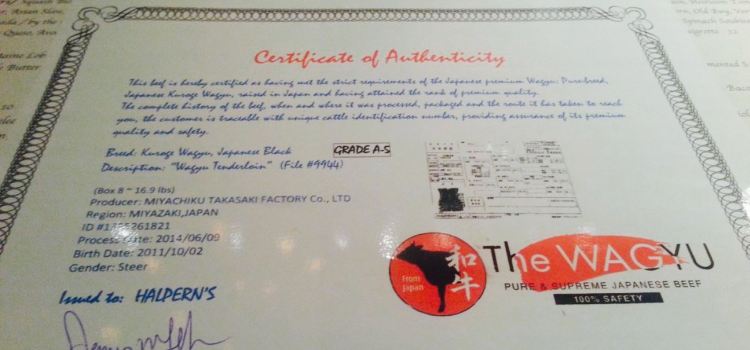 Certificate of Authenticity
This beef is hereby certified as having met the strict requirements of the Japanese premium Wagyu: Purebreed,
Japanese Kuroge Wagyu, raised in Japan and having attained the rank of premium quality.
The complete history of the beef, when and where it was processed, packaged and the route it has taken to reach
you, the customer is traceable with unique cattle identification number, providing assurance of its premium
quality and safety.
Breed: Kuroge Wagyu, Japanese Black
GRADE A-5
Description: "Wagyu Tenderloin" (File #9944)
(Box 8 ~ 16.9 lbs)
Producer: MIYACHIKU TAKASAKI FACTORY Co., LTD
Region: MIYAZAKI,JAPAN
ID #1425261821
Process Date: 2014/06/09
Birth Date: 2011/10/02
Gender: Steer
Issued to: HALPERN'S
From Japan
和牛
The WAGYU
PURE & SUPREME JAPANESE BEEF
100% SAFETY